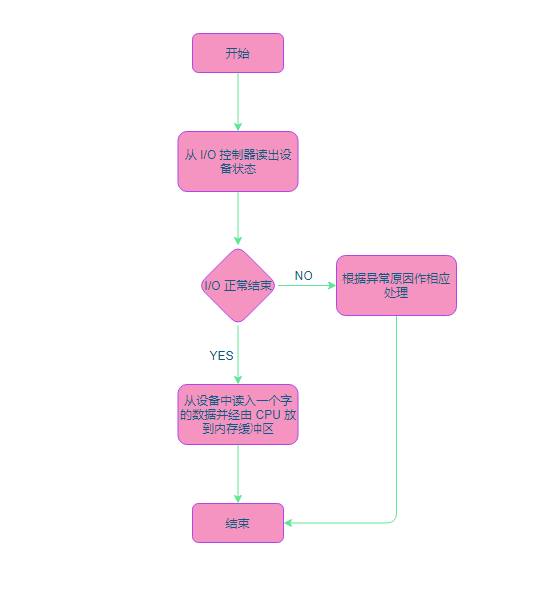 开始
从 I/O 控制器读出设
备状态
I/O 正常结束
NO
根据异常原因作相应
处理
YES
从设备中读入一个字
的数据并经由 CPU 放
到内存缓冲区
结束